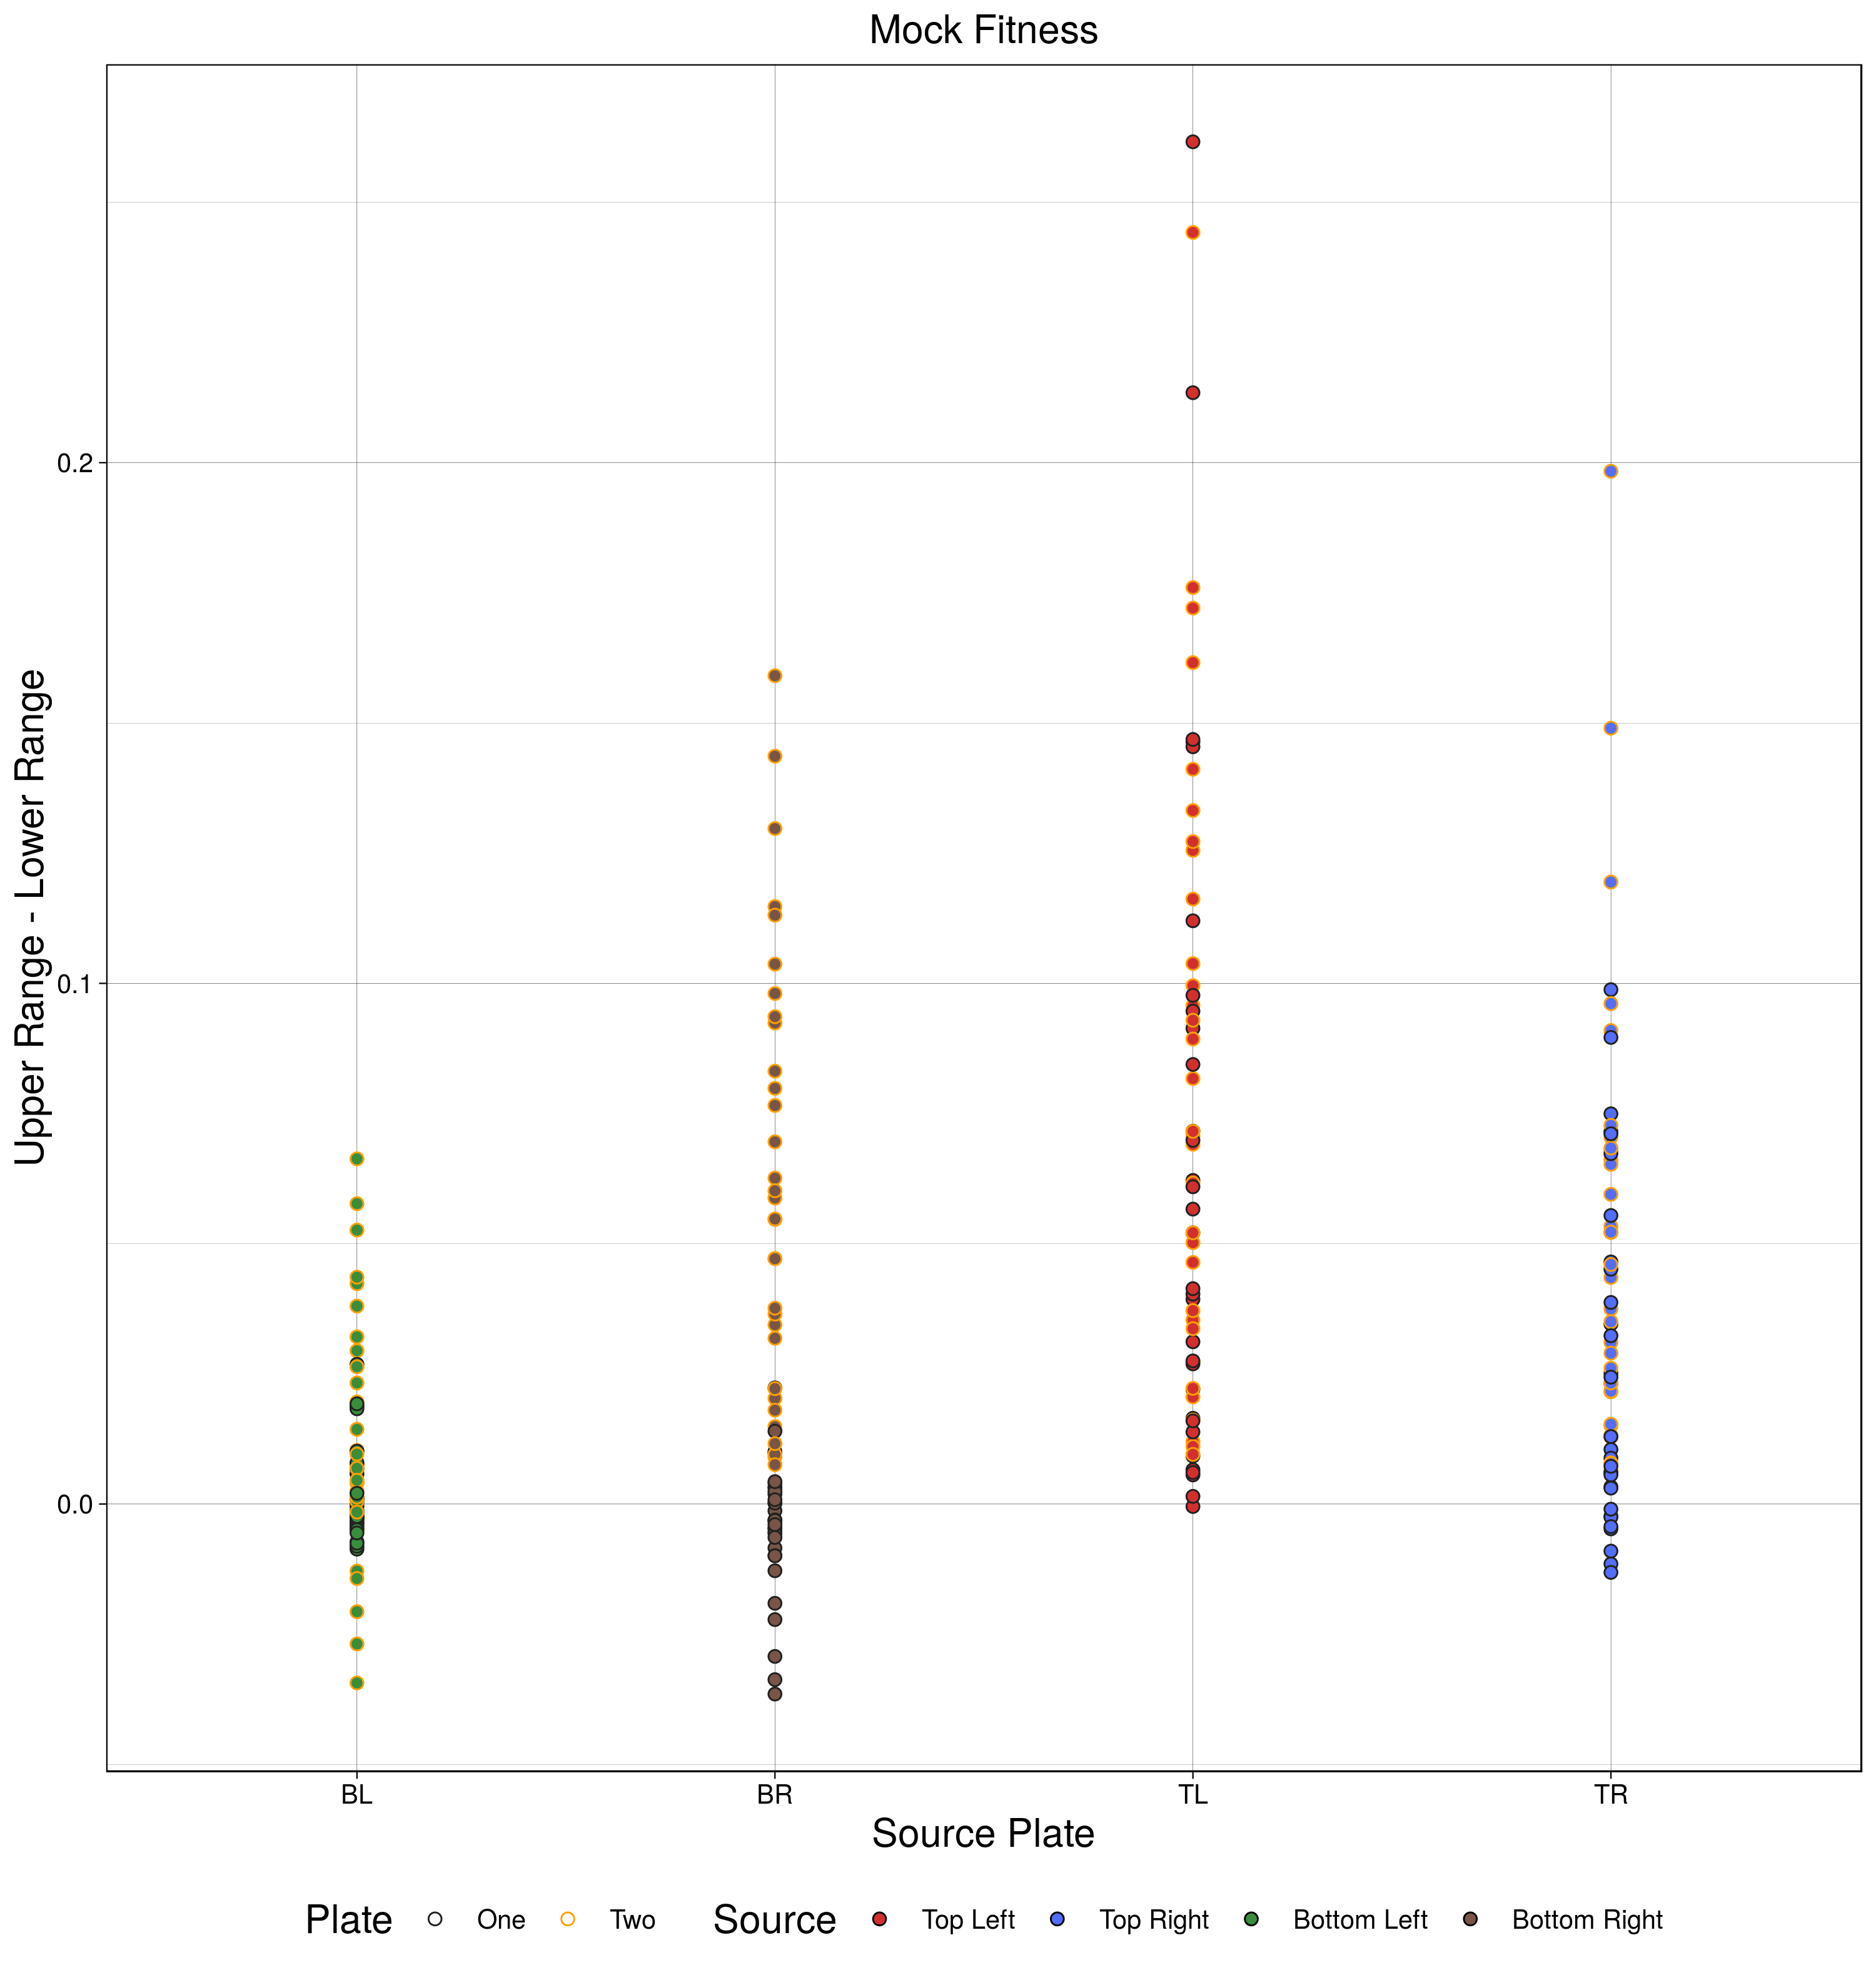 Mock Fitness
Upper Range - Lower Range
0.2
0.1
0.0
BL BR TL TR
Source Plate
Plate One Two Source Top Left Top Right Bottom Left Bottom Right